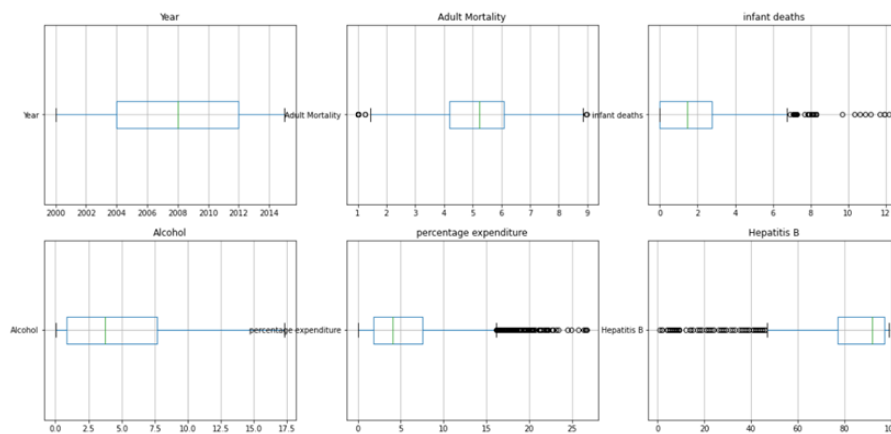 Year
Adult Mortality
infant deaths
Year
Adult Mortality
infant deaths
2000 2002 2004 2006 2008 2010 2012 2014
1 2 3 4 5 6 7 8 9
0 2 4 6 8 10 12
Alcohol
percentage expenditure
Hepatitis B
Alcohol
percentage expenditure
Hepatitis B
0.0 2.5 5.0 7.5 10.0 12.5 15.0 17.5
0 5 10 15 20 25
0 20 40 60 80